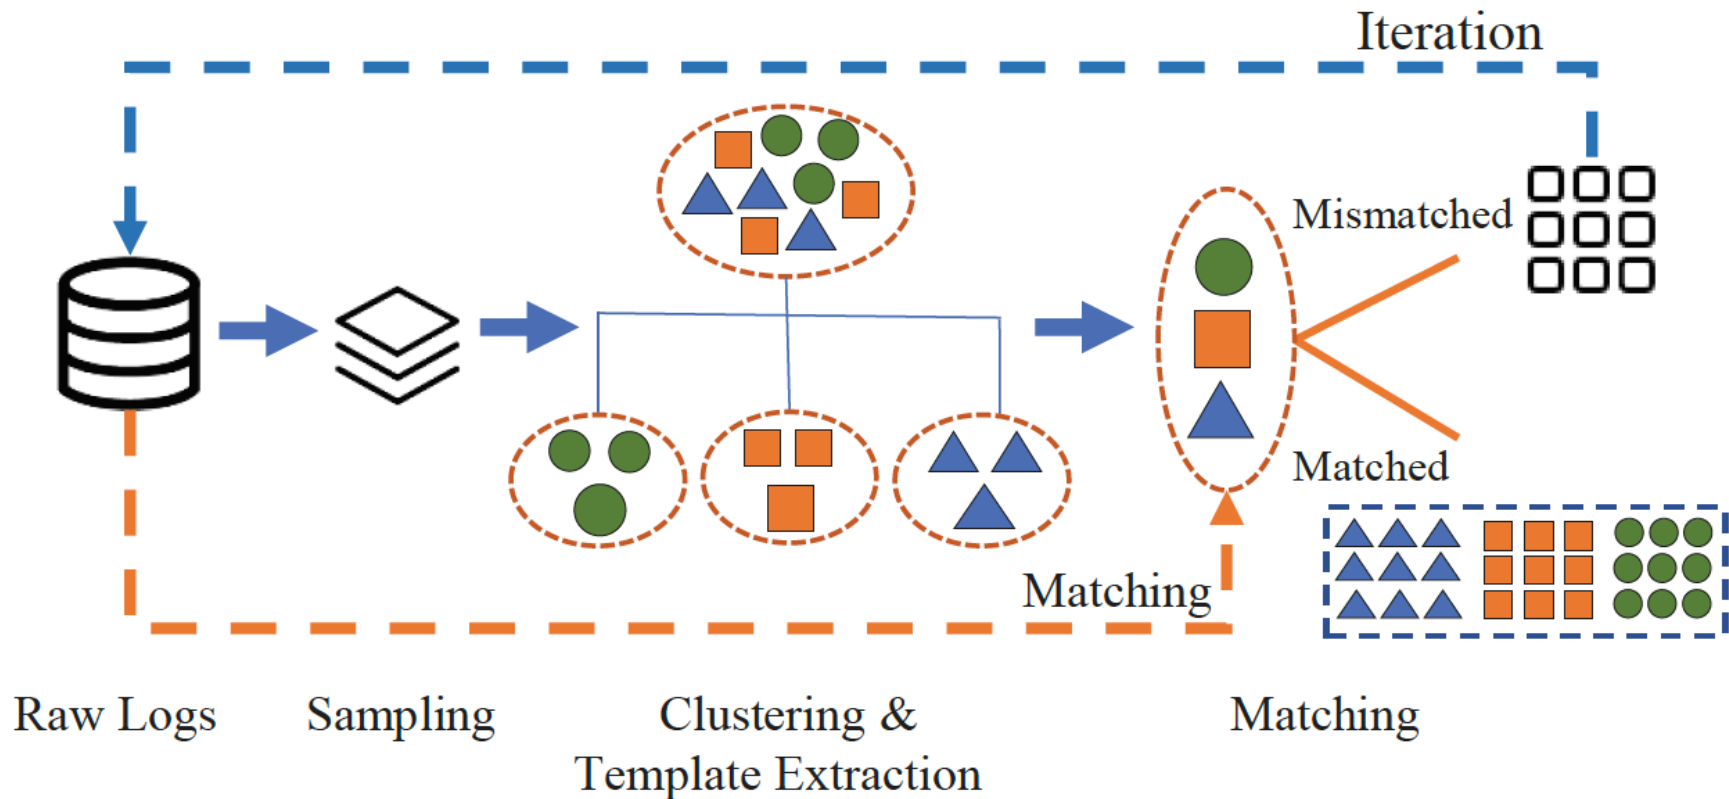 Iteration
Mismatched
Matched
Matching
Raw Logs
Sampling
Clustering &
Template Extraction
Matching